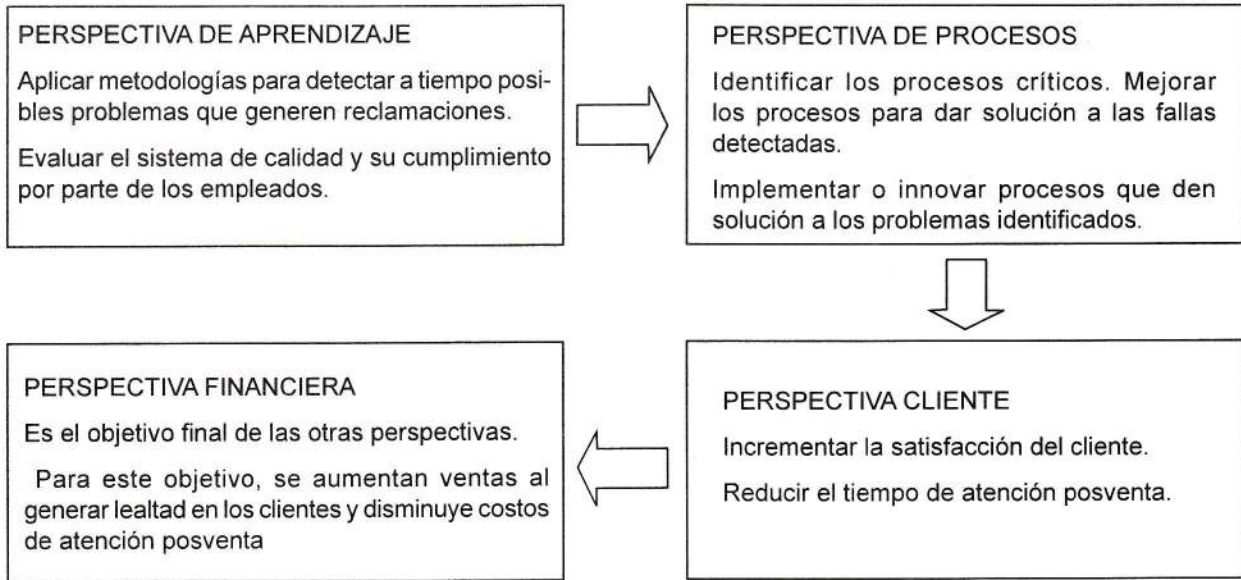 PERSPECTIVA DE APRENDIZAJE
Aplicar metodologías para detectar a tiempo posi-
bles problemas que generen reclamaciones.
Evaluar el sistema de calidad y su cumplimiento
por parte de los empleados.
PERSPECTIVA DE PROCESOS
Identificar los procesos críticos. Mejorar
los procesos para dar solución a las fallas
detectadas.
Implementar o innovar procesos que den
solución a los problemas identificados.
PERSPECTIVA CLIENTE
Incrementar la satisfacción del cliente.
Reducir el tiempo de atención posventa.
PERSPECTIVA FINANCIERA
Es el objetivo final de las otras perspectivas.
Para este objetivo, se aumentan ventas al
generar lealtad en los clientes y disminuye costos
de atención posventa